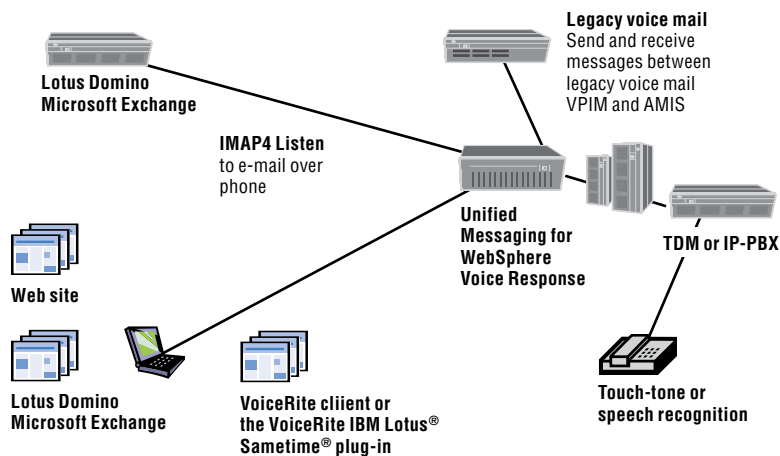 Lotus Domino
Microsoft Exchange
Legacy voice mail
Send and receive
messages between
legacy voice mail
VPIM and AMIS
IMAP4 Listen
to e-mail over
phone
Unified
Messaging for
WebSphere
Voice Response
TDM or IP-PBX
Web site
Lotus Domino
Microsoft Exchange
VoiceRite cliient or
the VoiceRite IBM Lotus®
Sametime® plug-in
Touch-tone or
speech recognition